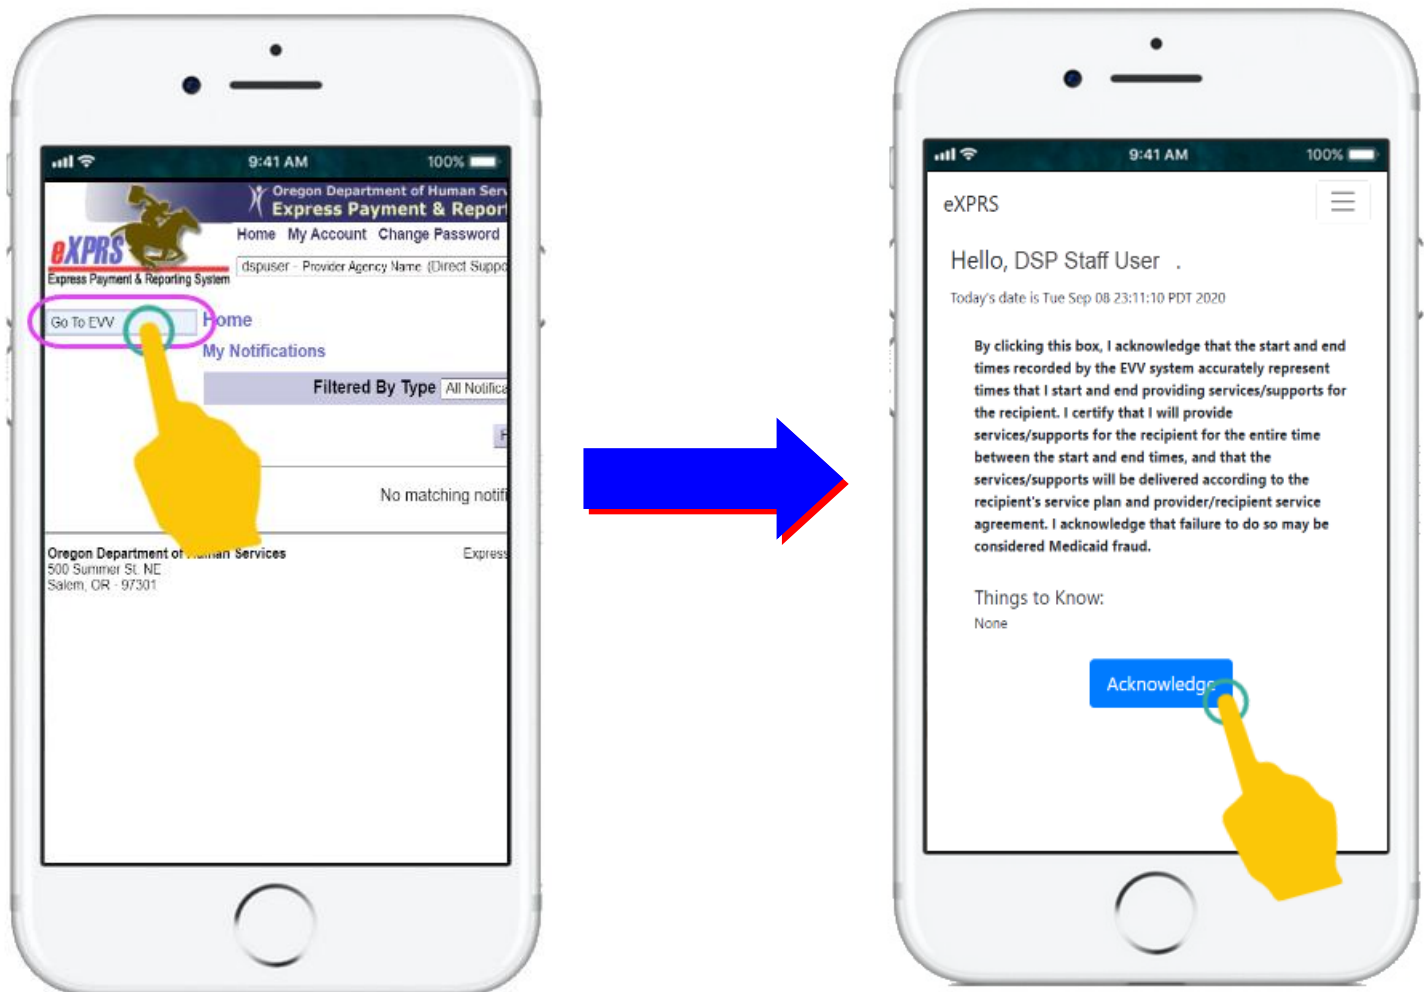 9:41 AM 100%
Oregon Department of Human Serv
Express Payment & Report
Home My Account Change Password
eXPRS
Express Payment & Reporting System
dspuser - Provider Agency Name (Direct Suppo
Go To EVV
Home
My Notifications
Filtered By Type All Notifica
F
No matching notifi
Oregon Department of Human Services Express
500 Summer St. NE
Salem, OR - 97301
9:41 AM 100%
eXPRS
Hello, DSP Staff User .
Today's date is Tue Sep 08 23:11:10 PDT 2020
By clicking this box, I acknowledge that the start and end
times recorded by the EVV system accurately represent
times that I start and end providing services/supports for
the recipient. I certify that I will provide
services/supports for the recipient for the entire time
between the start and end times, and that the
services/supports will be delivered according to the
recipient's service plan and provider/recipient service
agreement. I acknowledge that failure to do so may be
considered Medicaid fraud.
Things to Know:
None
Acknowledge